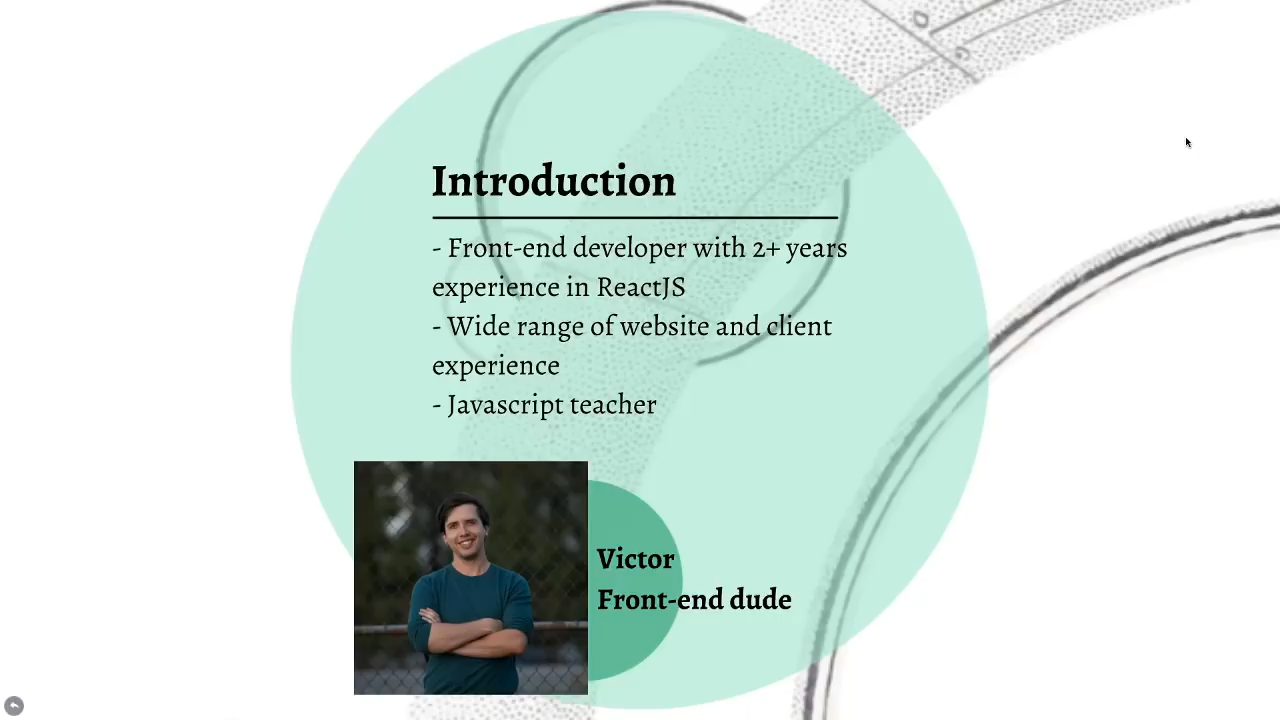 D
G
Introduction
- Front-end developer with 2+ years
experience in ReactJS
- Wide range of website and client
experience
- Javascript teacher
Victor
Front-end dude